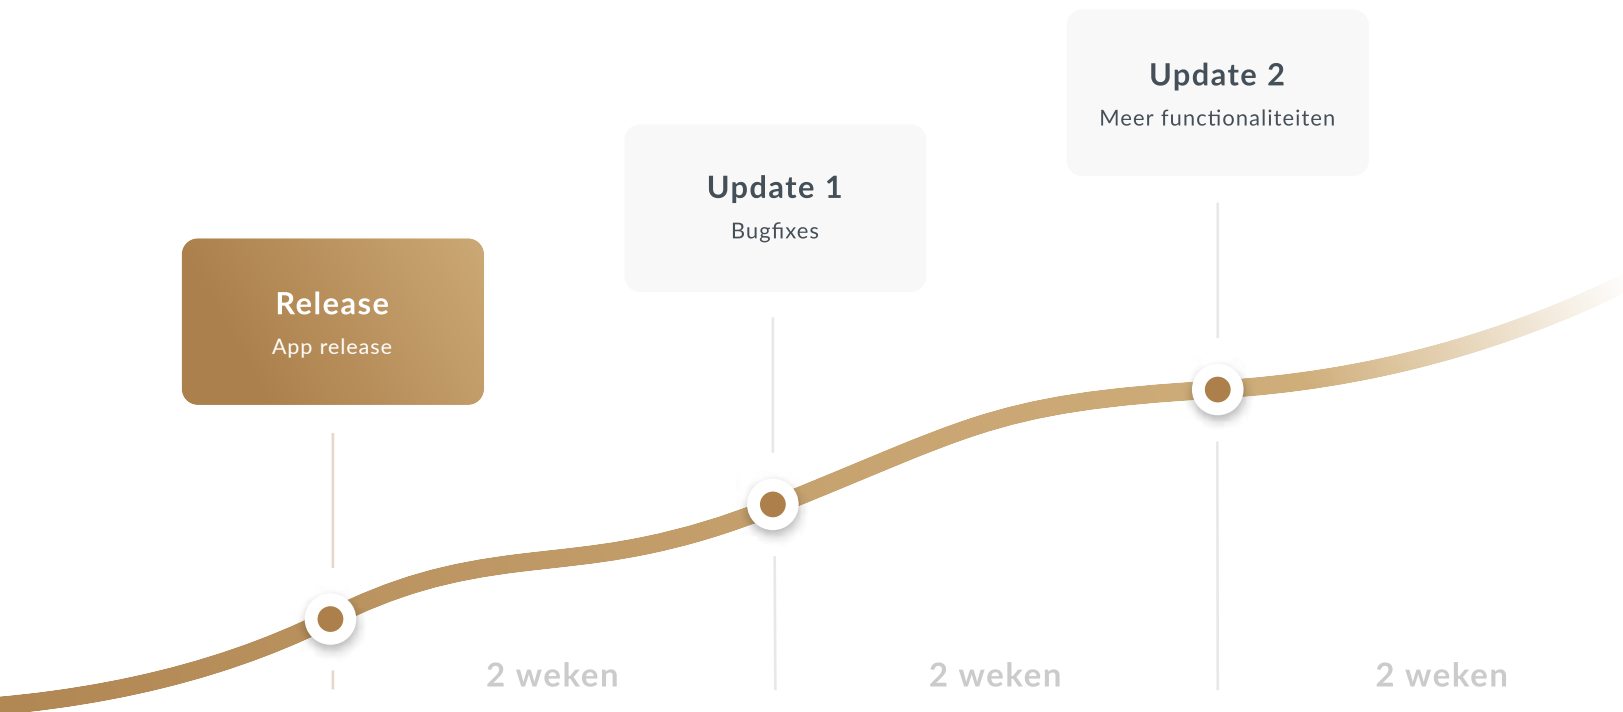 Release
App release
Update 1
Bugfixes
Update 2
Meer functionaliteiten
2 weken
2 weken
2 weken